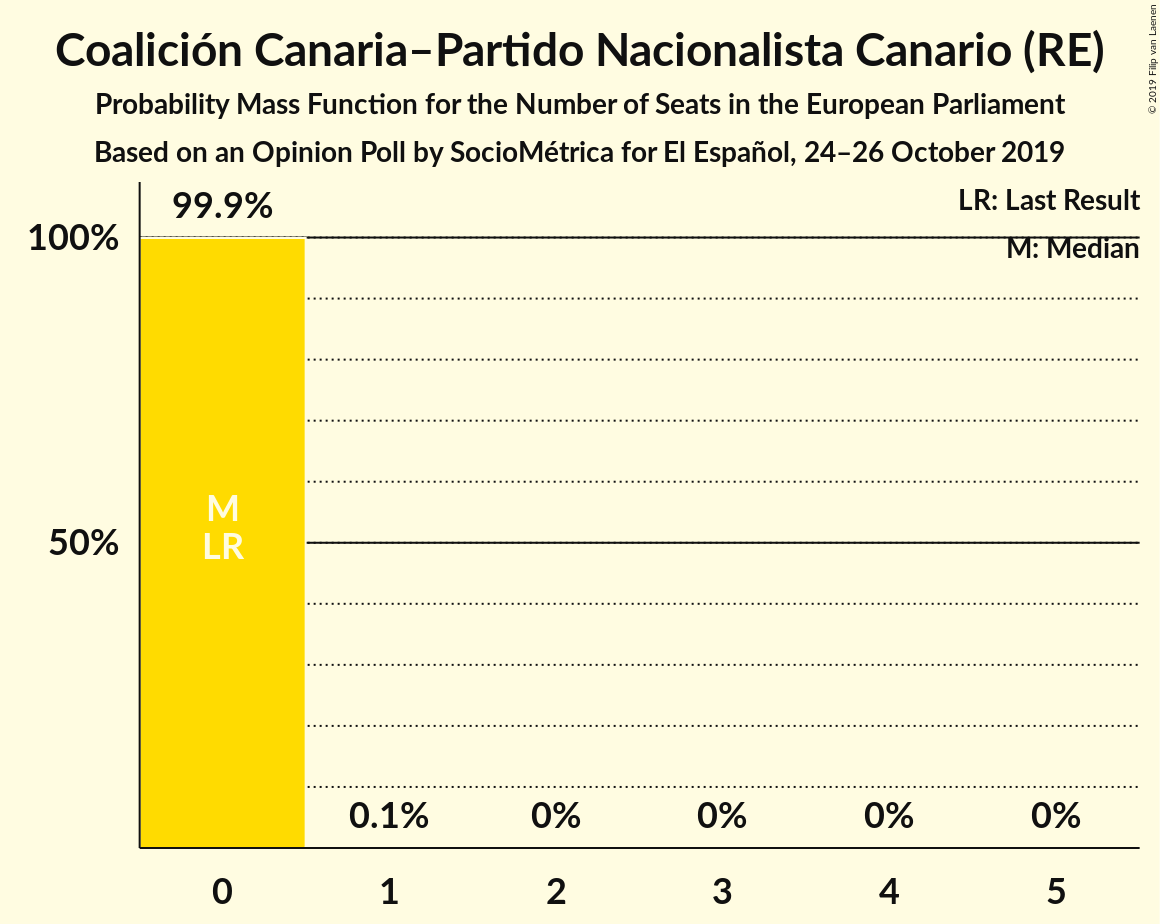 Coalición Canaria–Partido Nacionalista Canario (RE)
Probability Mass Function for the Number of Seats in the European Parliament
Based on an Opinion Poll by SocioMétrica for El Español, 24–26 October 2019
© 2019 Filip van Laenen
LR: Last Result
M: Median
99.9%
100%
50%
M
LR
0.1%
0%
0%
0%
0%
0
1
2
3
4
5